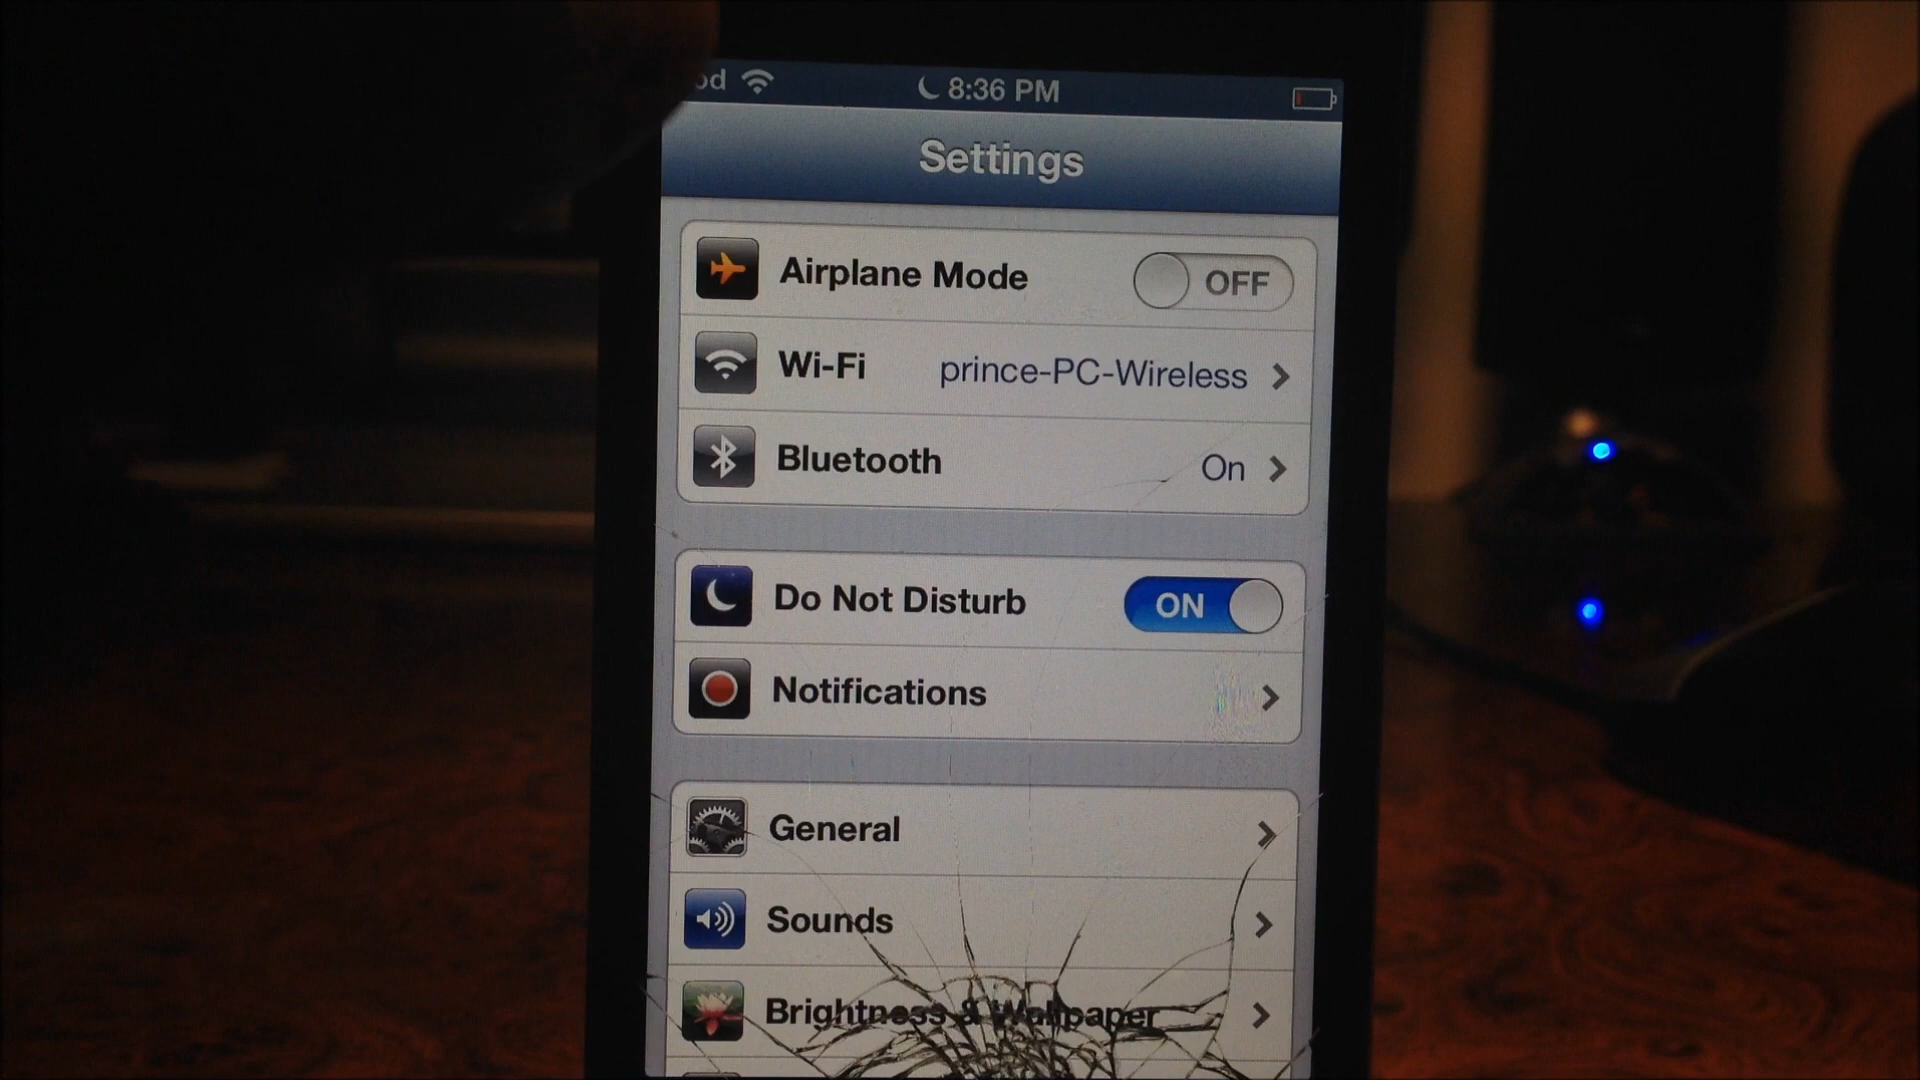 8:36 PM
Settings
Airplane Mode OFF
Wi-Fi prince-PC-Wireless
Bluetooth On
Do Not Disturb ON
Notifications
General
Sounds
Brightness & Wallpaper